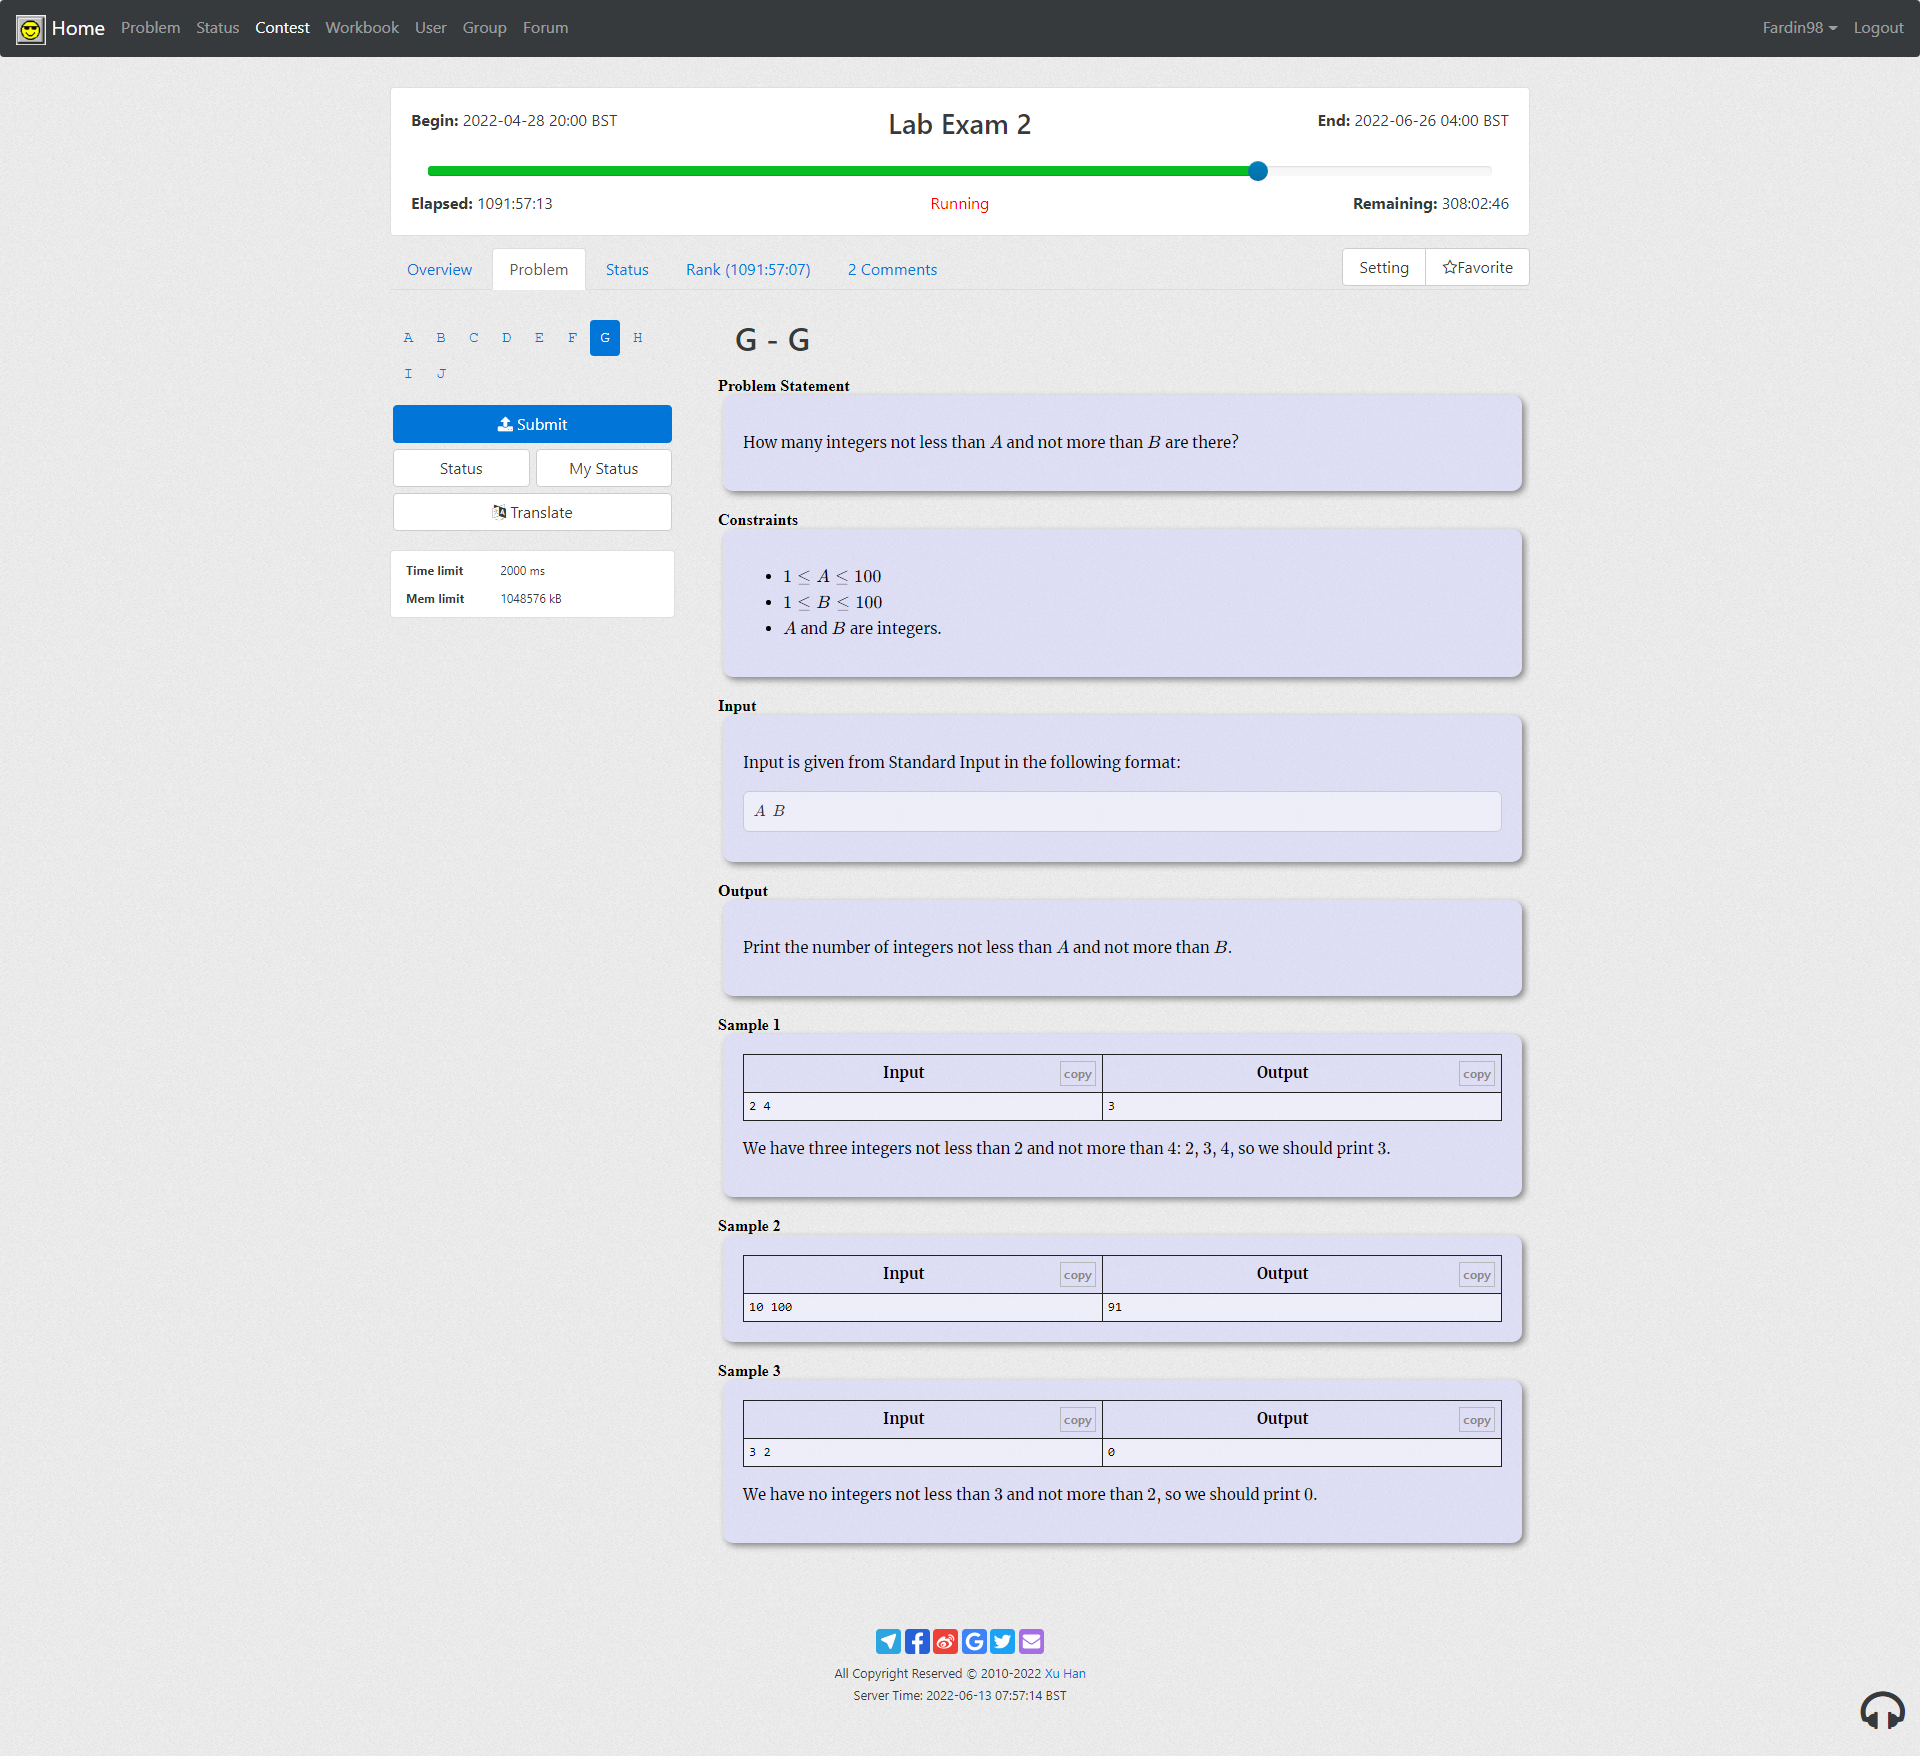 Home Problem Status Contest Workbook User Group Forum Fardin98 Logout
Begin: 2022-04-28 20:00 BST
Lab Exam 2
End: 2022-06-26 04:00 BST
Elapsed: 1091:57:13
Running
Remaining: 308:02:46
Overview Problem Status Rank (1091:57:07) 2 Comments Setting Favorite
A B C D E F G H
I J
Submit
Status My Status
Translate
Time limit 2000 ms
Mem limit 1048576 kB
G - G
Problem Statement
How many integers not less than A and not more than B are there?
Constraints
• 1 ≤ A ≤ 100
• 1 ≤ B ≤ 100
• A and B are integers.
Input
Input is given from Standard Input in the following format:
A B
Output
Print the number of integers not less than A and not more than B.
Sample 1
Input copy Output copy
2 4 3
We have three integers not less than 2 and not more than 4: 2, 3, 4, so we should print 3.
Sample 2
Input copy Output copy
10 100 91
Sample 3
Input copy Output copy
3 2 0
We have no integers not less than 3 and not more than 2, so we should print 0.
All Copyright Reserved © 2010-2022 Xu Han
Server Time: 2022-06-13 07:57:14 BST